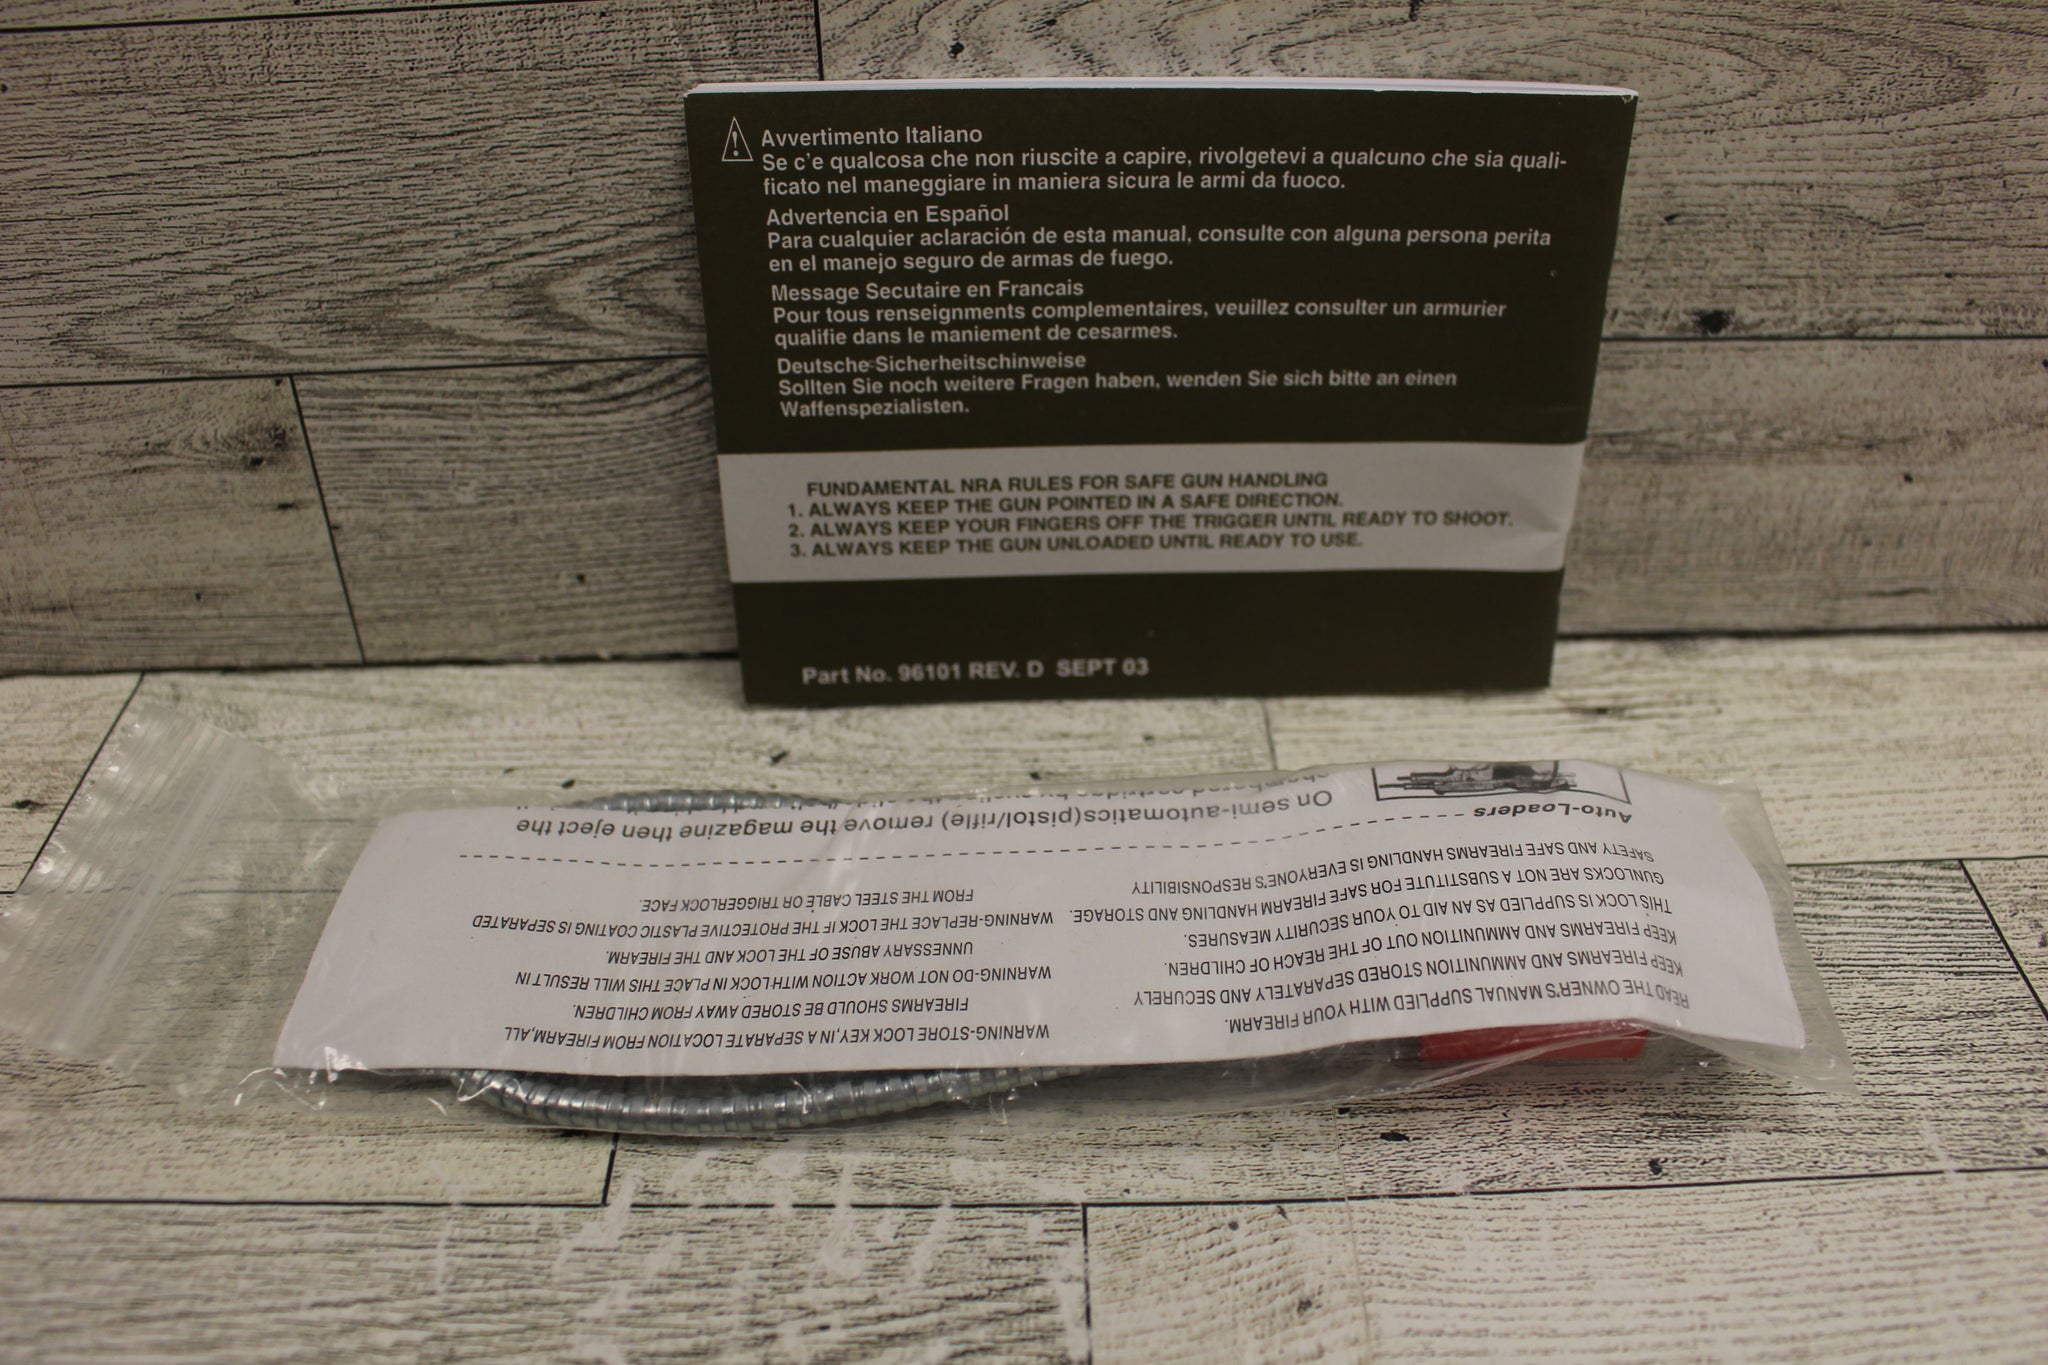 Avvertimento Italiano
Se c'e qualcosa che non riuscite a capire, rivolgetevi a qualcuno che sia quali-
ficato nel maneggiare in maniera sicura le armi da fuoco.
Advertencia en Español
Para cualquier aclaración de esta manual, consulte con alguna persona perita
en el manejo seguro de armas de fuego.
Message Secutaire en Francais
Pour tous renseignments complementaires, veuillez consulter un armurier
qualifie dans le maniement de cesarmes.
Deutsche Sicherheitschinweise
Sollten Sie noch weitere Fragen haben, wenden Sie sich bitte an einen
Waffenspezialisten.
FUNDAMENTAL NRA RULES FOR SAFE GUN HANDLING
1. ALWAYS KEEP THE GUN POINTED IN A SAFE DIRECTION.
2. ALWAYS KEEP YOUR FINGERS OFF THE TRIGGER UNTIL READY TO SHOOT.
3. ALWAYS KEEP THE GUN UNLOADED UNTIL READY TO USE.
Part No. 96101 REV. D SEPT 03
READ THE OWNER'S MANUAL SUPPLIED WITH YOUR FIREARM.
KEEP FIREARMS AND AMMUNITION STORED SEPARATELY AND SECURELY
KEEP FIREARMS AND AMMUNITION OUT OF THE REACH OF CHILDREN.
THIS LOCK IS SUPPLIED AS AN AID TO YOUR SECURITY MEASURES.
GUNLOCKS ARE NOT A SUBSTITUTE FOR SAFE FIREARM HANDLING AND STORAGE.
SAFETY AND SAFE FIREARMS HANDLING IS EVERYONE'S RESPONSIBILITY
WARNING-STORE LOCK KEY, IN A SEPARATE LOCATION FROM FIREARM, ALL
FIREARMS SHOULD BE STORED AWAY FROM CHILDREN.
WARNING-DO NOT WORK ACTION WITH LOCK IN PLACE THIS WILL RESULT IN
UNNESSARY ABUSE OF THE LOCK AND THE FIREARM.
WARNING-REPLACE THE LOCK IF THE PROTECTIVE PLASTIC COATING IS SEPARATED
FROM THE STEEL CABLE OR TRIGGERLOCK FACE.
Auto-Loaders
On semi-automatics(pistol/rifle) remove the magazine then eject the
chambered cartridge by